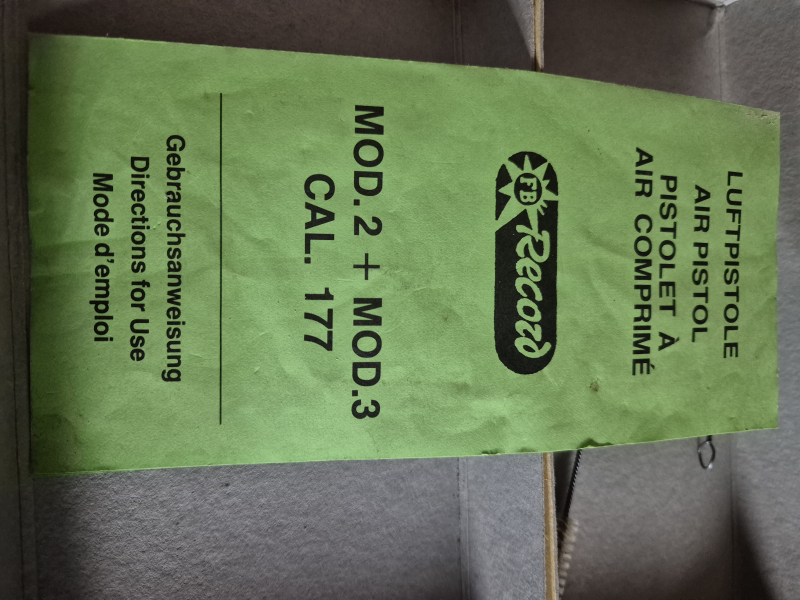 LUFTPISTOLE
AIR PISTOL
PISTOLET À
AIR COMPRIMÉ
FB
Record
MOD. 2 + MOD.3
CAL. 177
Gebrauchsanweisung
Directions for Use
Mode d'emploi